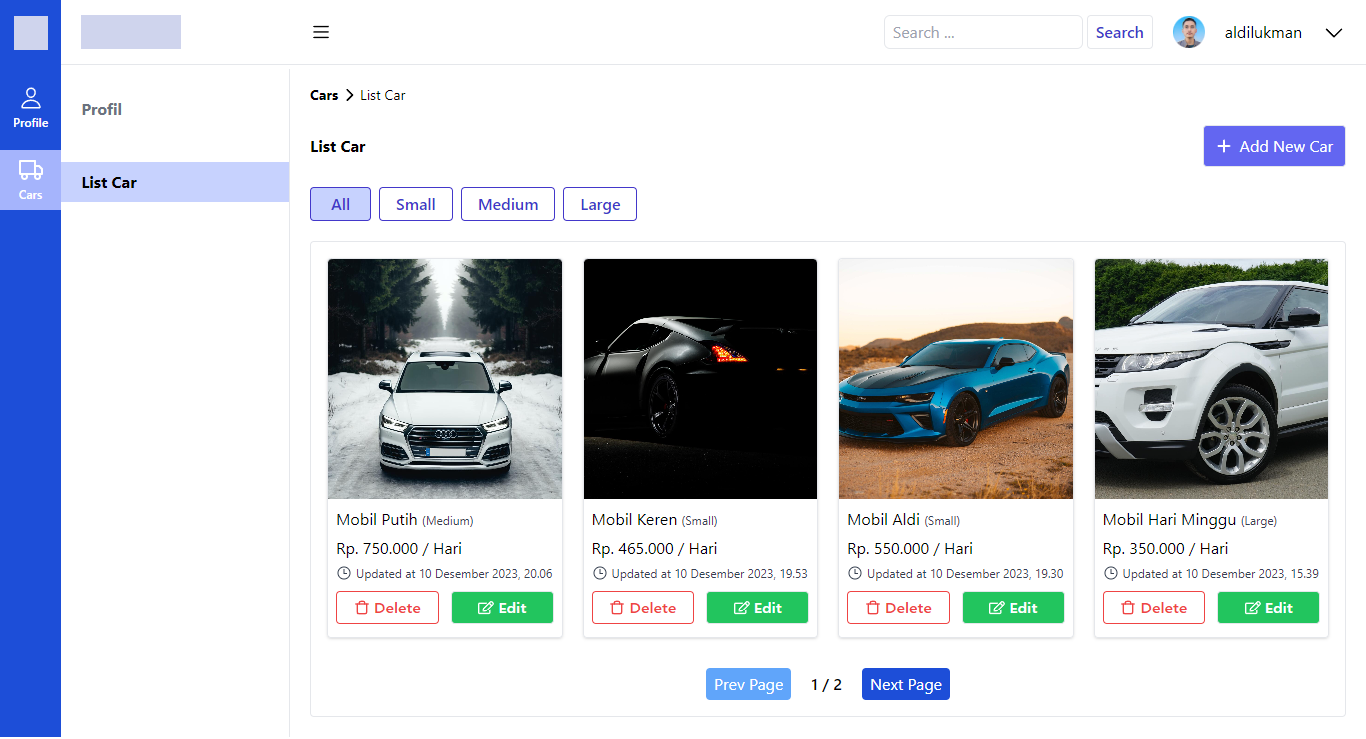 Search ...
Search
aldilukman
Profile
Cars
Profil
List Car
Cars > List Car
List Car
+ Add New Car
All
Small
Medium
Large
Mobil Putih (Medium)
Rp. 750.000 / Hari
Updated at 10 Desember 2023, 20.06
Delete
Edit
Mobil Keren (Small)
Rp. 465.000 / Hari
Updated at 10 Desember 2023, 19.53
Delete
Edit
Mobil Aldi (Small)
Rp. 550.000 / Hari
Updated at 10 Desember 2023, 19.30
Delete
Edit
Mobil Hari Minggu (Large)
Rp. 350.000 / Hari
Updated at 10 Desember 2023, 15.39
Delete
Edit
Prev Page
1 / 2
Next Page